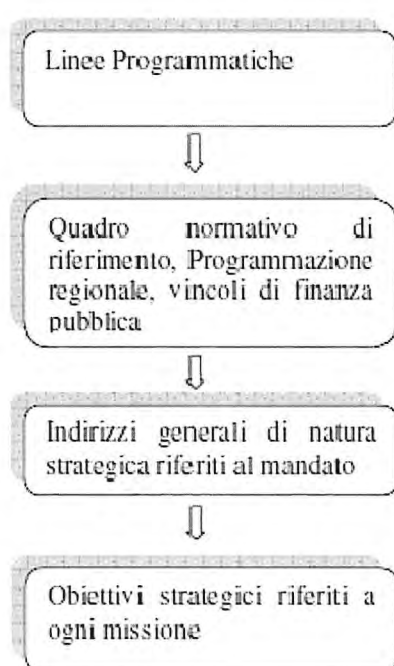 Linee Programmatiche
Quadro normativo di
riferimento, Programmazione
regionale, vincoli di finanza
pubblica
Indirizzi generali di natura
strategica riferiti al mandato
Obiettivi strategici riferiti a
ogni missione